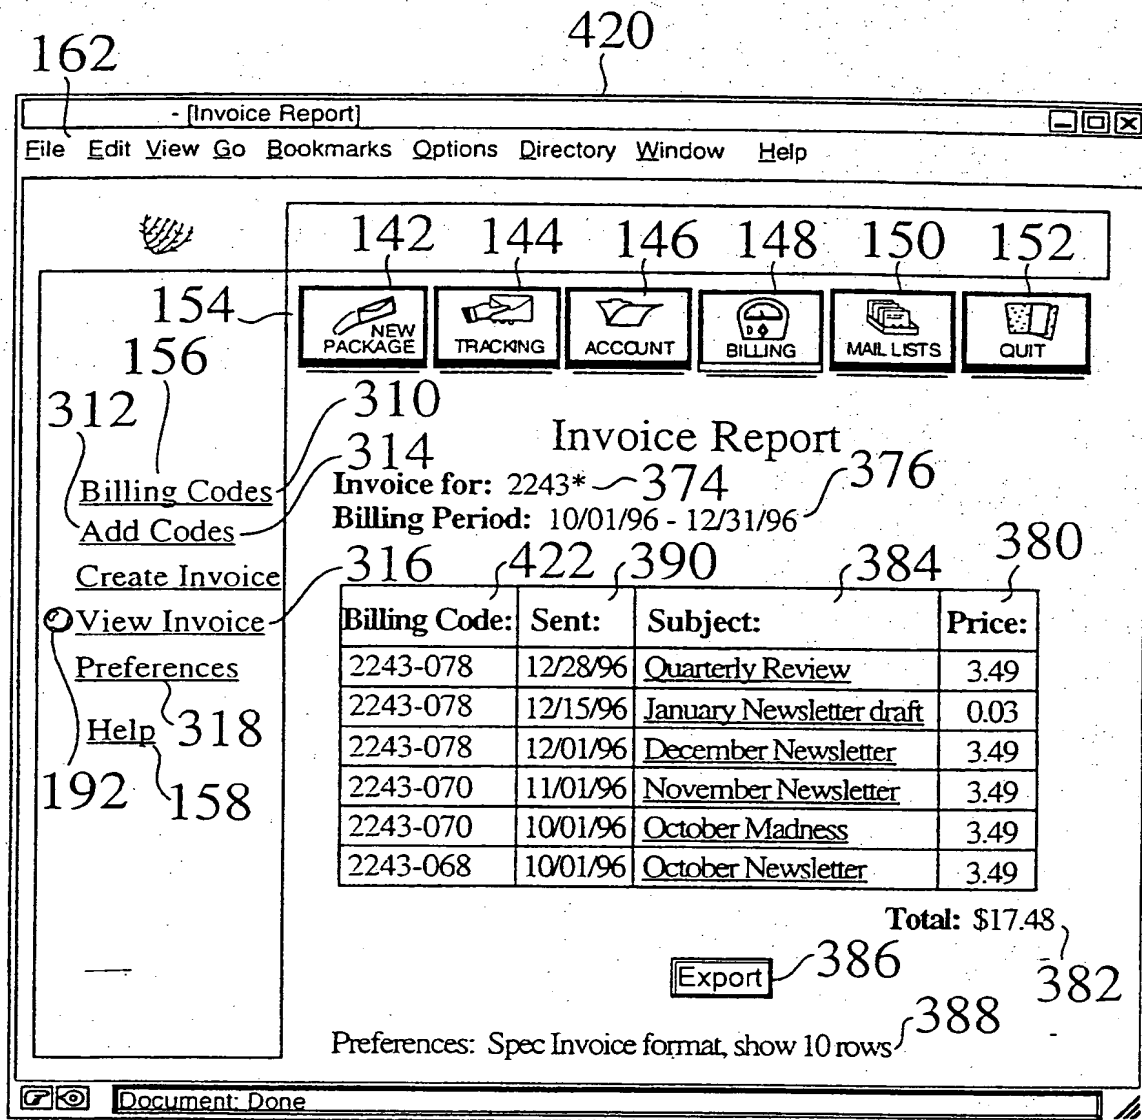 162 420
- [Invoice Report]
File Edit View Go Bookmarks Options Directory Window Help
142 144 146 148 150 152
154
NEW PACKAGE TRACKING ACCOUNT BILLING MAIL LISTS QUIT
156
312 310
Invoice Report
314
Billing Codes Invoice for: 2243* 374 376
Add Codes Billing Period: 10/01/96 - 12/31/96
Create Invoice 316 422 390 384 380
View Invoice Billing Code: Sent: Subject: Price:
Preferences 2243-078 12/28/96 Quarterly Review 3.49
2243-078 12/15/96 January Newsletter draft 0.03
Help 318
2243-078 12/01/96 December Newsletter 3.49
192 158
2243-070 11/01/96 November Newsletter 3.49
2243-070 10/01/96 October Madness 3.49
2243-068 10/01/96 October Newsletter 3.49
Total: $17.48
Export 386 382
388
Preferences: Spec Invoice format, show 10 rows
Document: Done